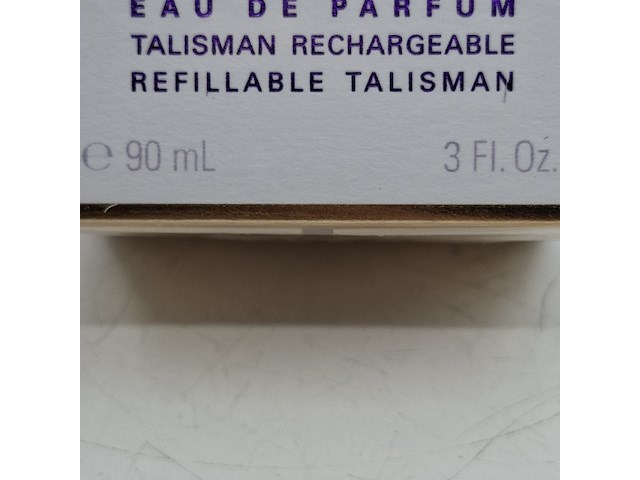 EAU DE PARFUM
TALISMAN RECHARGEABLE
REFILLABLE TALISMAN
℮ 90 mL 3 Fl. Oz.